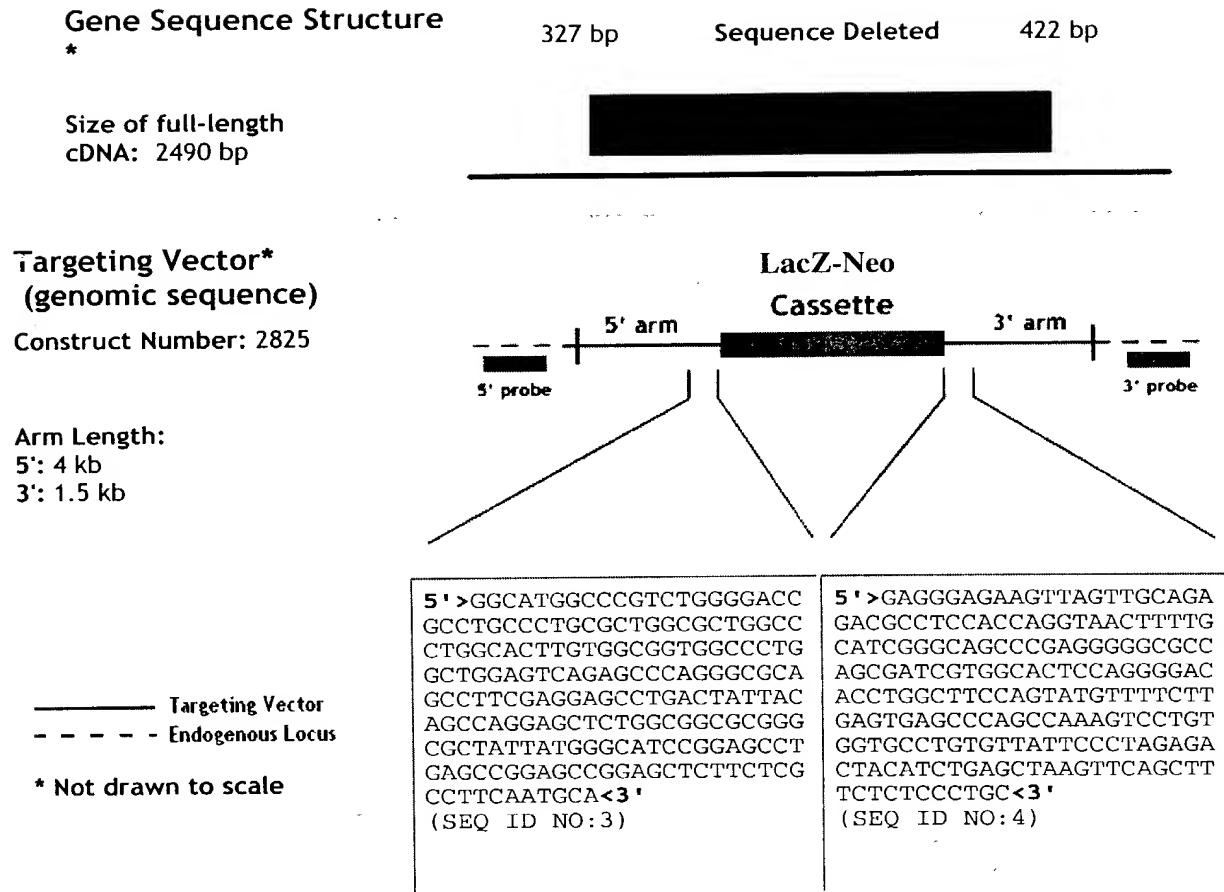 Gene Sequence Structure
*
327 bp
Sequence Deleted
422 bp
Size of full-length
cDNA: 2490 bp
Targeting Vector*
(genomic sequence)
Construct Number: 2825
LacZ-Neo
Cassette
5' arm
3' arm
5' probe
3' probe
Arm Length:
5': 4 kb
3': 1.5 kb
5'>GGCATGGCCCGTCTGGGGACC
GCCTGCCCTGCGCTGGCGCTGGCC
CTGGCACTTGTGGCGGTGGCCCTG
GCTGGAGTCAGAGCCCAGGGCGCA
GCCTTCGAGGAGCCTGACTATTAC
AGCCAGGAGCTCTGGCGGCGCGGG
CGCTATTATGGGCATCCGGAGCCT
GAGCCGGAGCCGGAGCTCTTCTCG
CCTTCAATGCA<3'
(SEQ ID NO:3)
5'>GAGGGAGAAGTTAGTTGCAGA
GACGCCTCCACCAGGTAACTTTTG
CATCGGGCAGCCCGAGGGGGCGCC
AGCGATCGTGGCACTCCAGGGGAC
ACCTGGCTTCCAGTATGTTTTCTT
GAGTGAGCCCAGCCAAAGTCCTGT
GGTGCCTGTGTTATTCCCTAGAGA
CTACATCTGAGCTAAGTTCAGCTT
TCTCTCCCTGC<3'
(SEQ ID NO:4)
Targeting Vector
Endogenous Locus
* Not drawn to scale